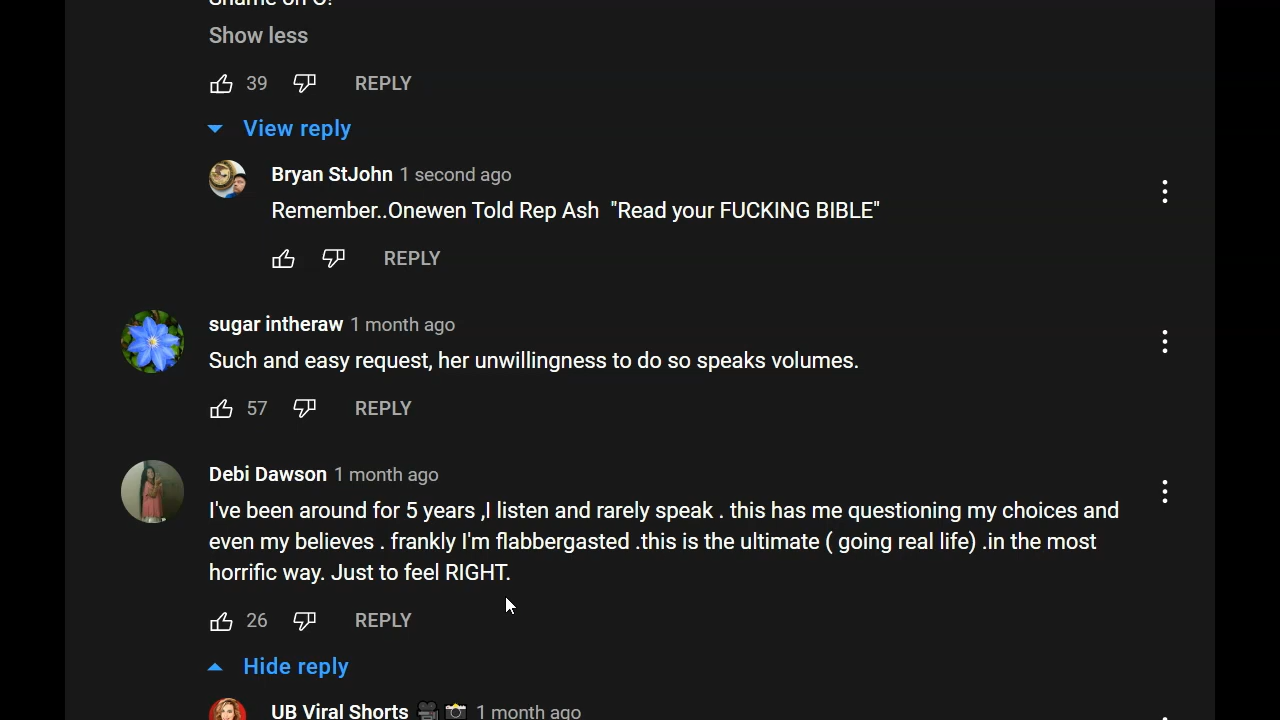 Shame on O!
Show less
39 REPLY
View reply
Bryan StJohn 1 second ago
Remember..Onewen Told Rep Ash "Read your FUCKING BIBLE"
REPLY
sugar intheraw 1 month ago
Such and easy request, her unwillingness to do so speaks volumes.
57 REPLY
Debi Dawson 1 month ago
I've been around for 5 years ,I listen and rarely speak . this has me questioning my choices and
even my believes . frankly I'm flabbergasted .this is the ultimate ( going real life) .in the most
horrific way. Just to feel RIGHT.
26 REPLY
Hide reply
UB Viral Shorts 🎥 📸 1 month ago